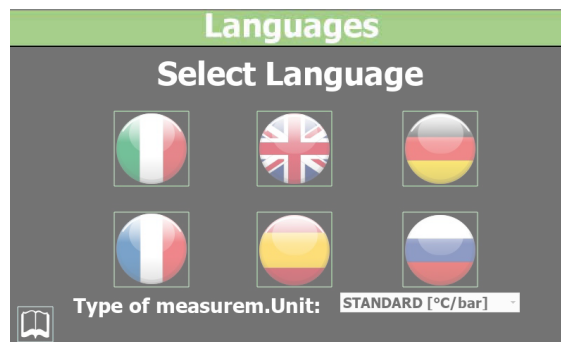 Languages
Select Language
Type of measurem.Unit: STANDARD [°C/bar]